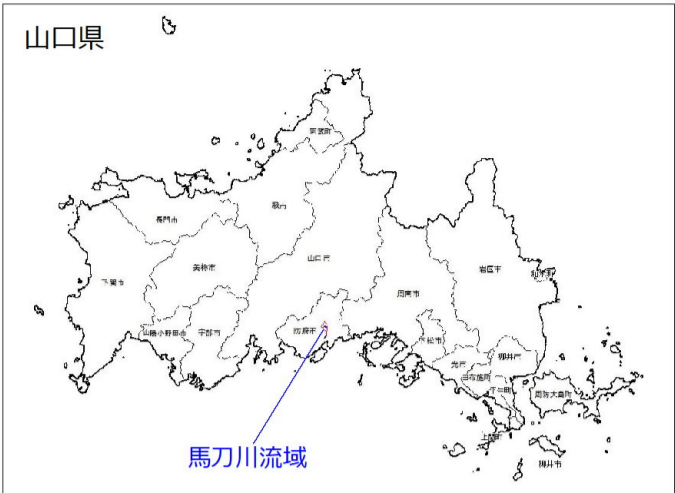 山口県
阿武町
萩市
長門市
山口市
美祢市
岩国市
和木町
下関市
周南市
防府市
山陽小野田市
宇部市
下松市
光市
柳井市
田布施町
平生町
周防大島町
上関町
柳井市
馬刀川流域